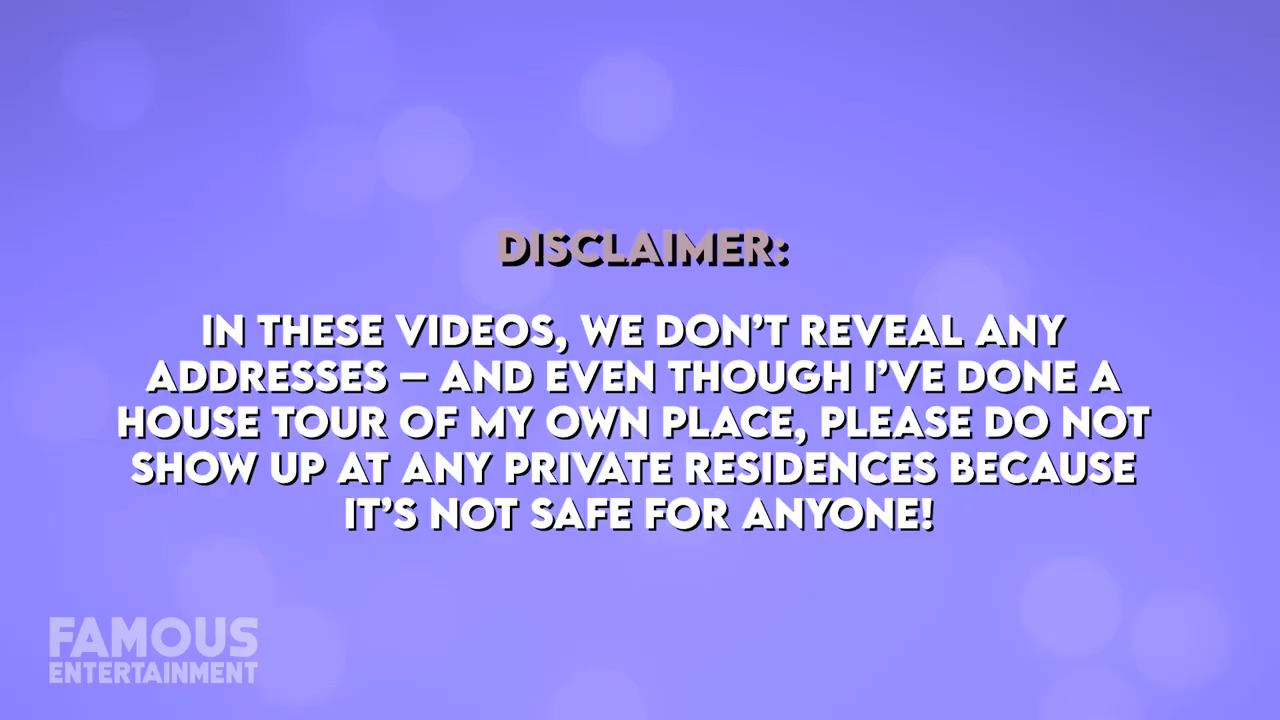 DISCLAIMER:
IN THESE VIDEOS, WE DON'T REVEAL ANY
ADDRESSES – AND EVEN THOUGH I'VE DONE A
HOUSE TOUR OF MY OWN PLACE, PLEASE DO NOT
SHOW UP AT ANY PRIVATE RESIDENCES BECAUSE
IT'S NOT SAFE FOR ANYONE!
FAMOUS
ENTERTAINMENT